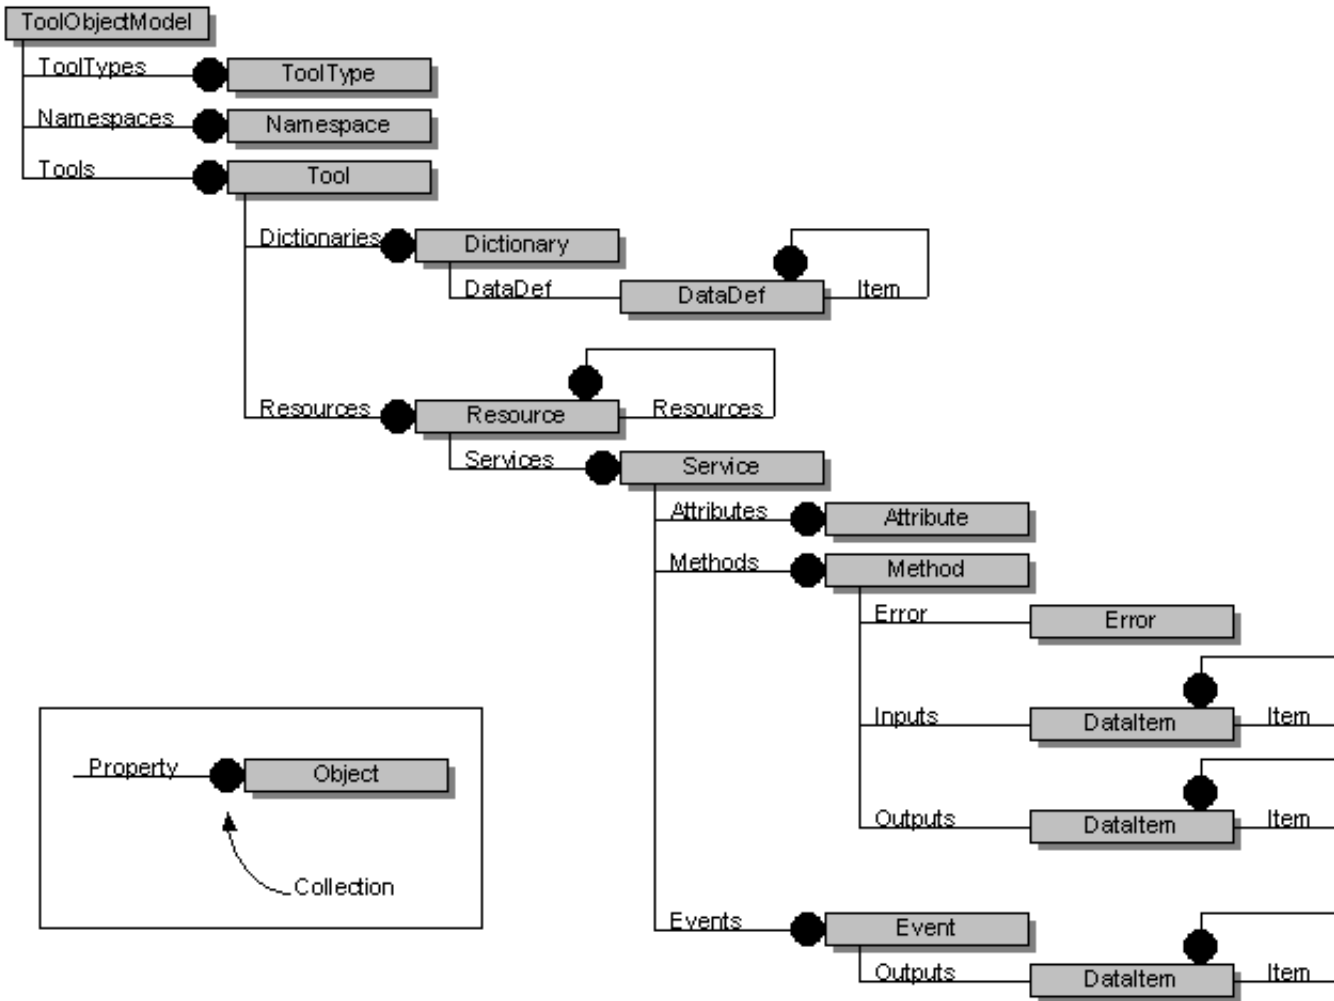 ToolObjectModel
ToolTypes ToolType
Namespaces Namespace
Tools Tool
Dictionaries Dictionary
DataDef DataDef Item
Resources Resource Resources
Services Service
Attributes Attribute
Methods Method
Error Error
Inputs DataItem Item
Property Object
Outputs DataItem Item
Collection
Events Event
Outputs DataItem Item